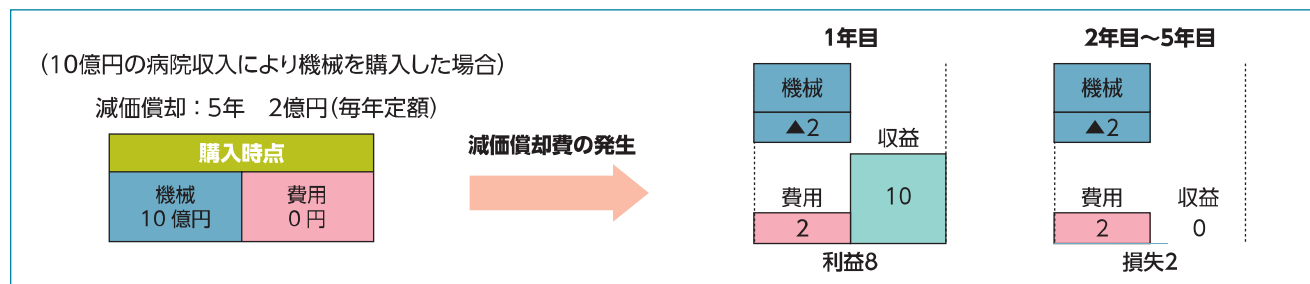 (10億円の病院収入により機械を購入した場合)
減価償却:5年 2億円(毎年定額)
購入時点
機械
10億円
費用
0円
減価償却費の発生
1年目
機械
▲2
収益
費用
10
2
利益8
2年目~5年目
機械
▲2
費用
収益
2
0
損失2